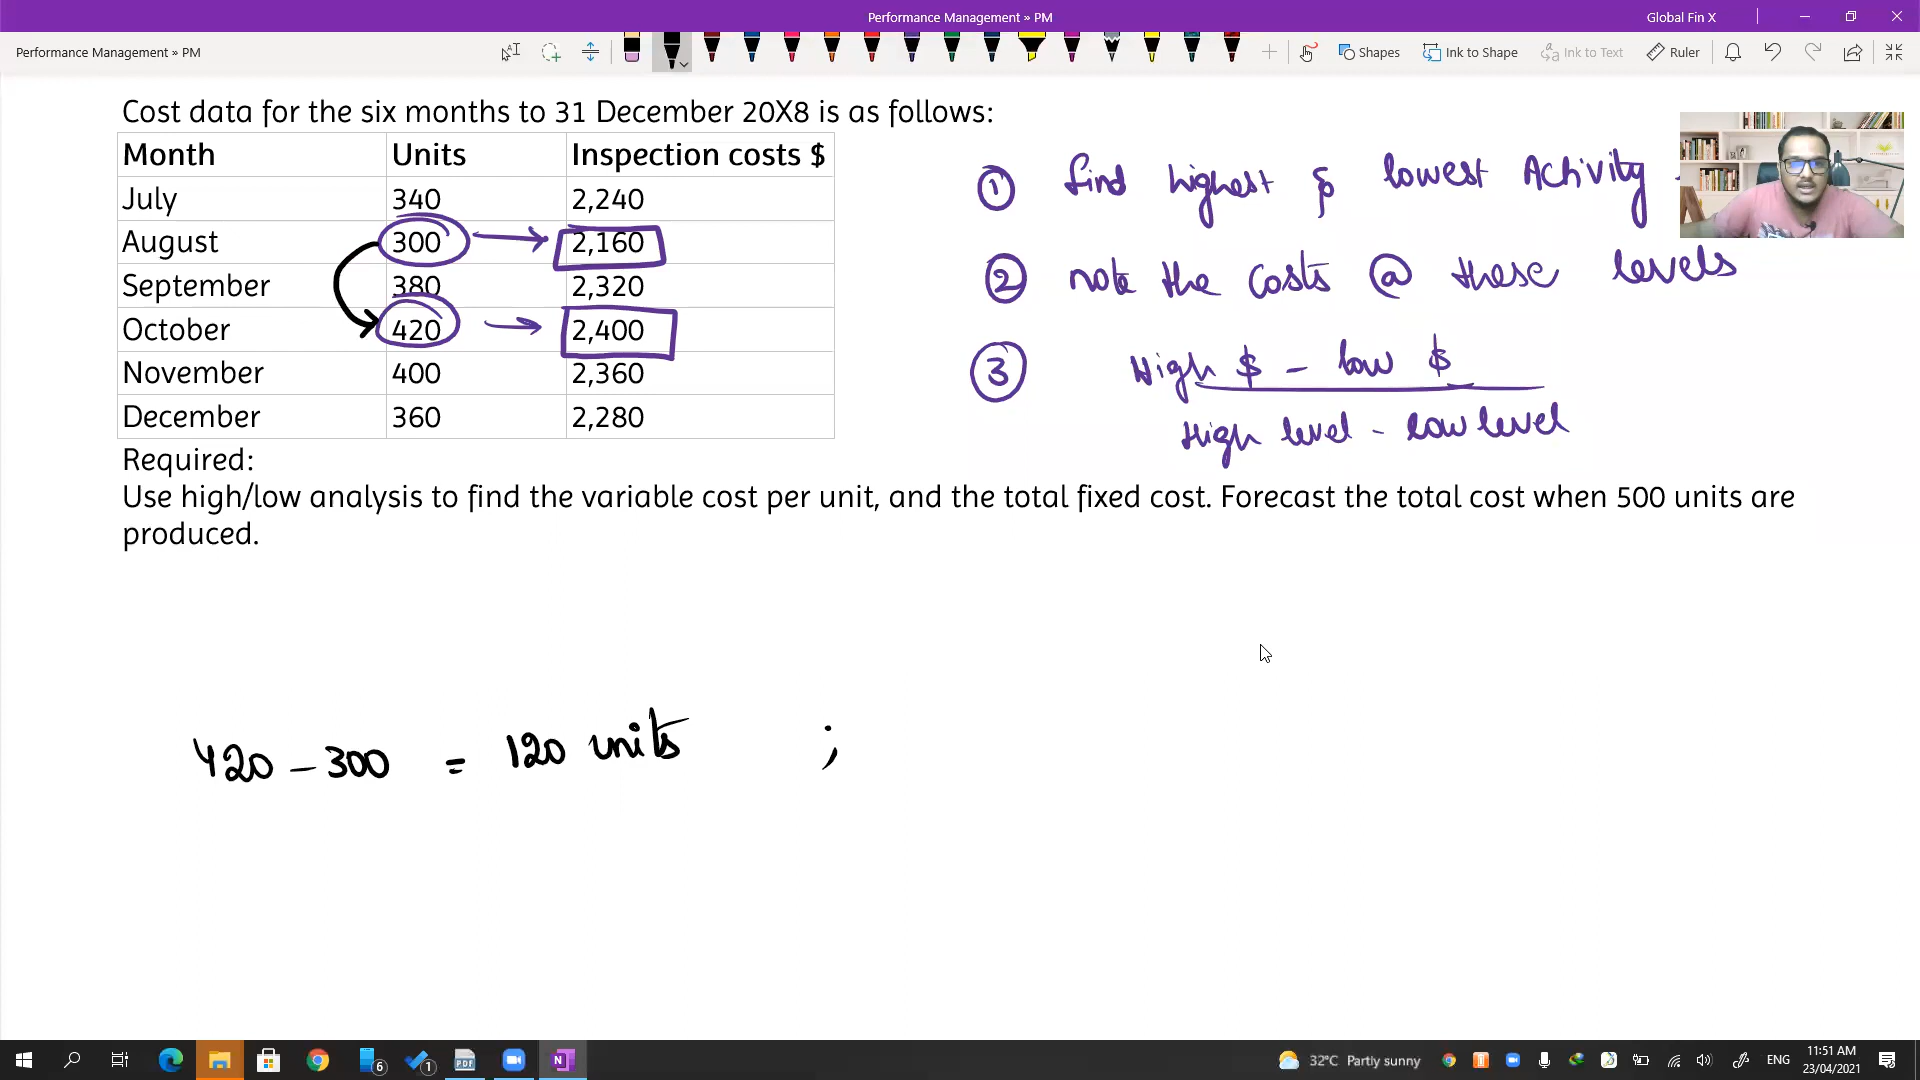 Performance Management » PM
Global Fin X
Performance Management » PM
Shapes
Ink to Shape
Ink to Text
Ruler
Cost data for the six months to 31 December 20X8 is as follows:
Month Units Inspection costs $
July 340 2,240
August 300 2,160
September 380 2,320
October 420 2,400
November 400 2,360
December 360 2,280
① find highest & lowest Activity
② note the costs @ these levels
③ High $ - low $
High level - low level
Required:
Use high/low analysis to find the variable cost per unit, and the total fixed cost. Forecast the total cost when 500 units are
produced.
420 - 300 = 120 units ;
6
1
PDF
N
32°C Partly sunny
ENG
11:51 AM
23/04/2021